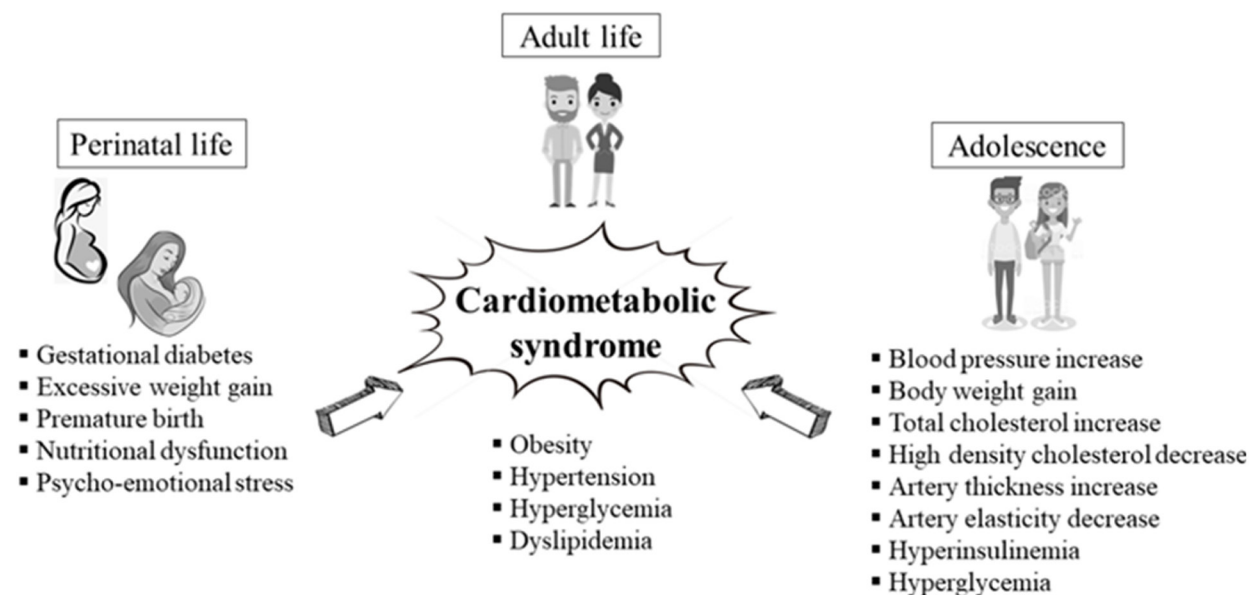 Adult life
Perinatal life
Adolescence
Cardiometabolic
syndrome
▪ Gestational diabetes
▪ Excessive weight gain
▪ Premature birth
▪ Nutritional dysfunction
▪ Psycho-emotional stress
▪ Obesity
▪ Hypertension
▪ Hyperglycemia
▪ Dyslipidemia
▪ Blood pressure increase
▪ Body weight gain
▪ Total cholesterol increase
▪ High density cholesterol decrease
▪ Artery thickness increase
▪ Artery elasticity decrease
▪ Hyperinsulinemia
▪ Hyperglycemia